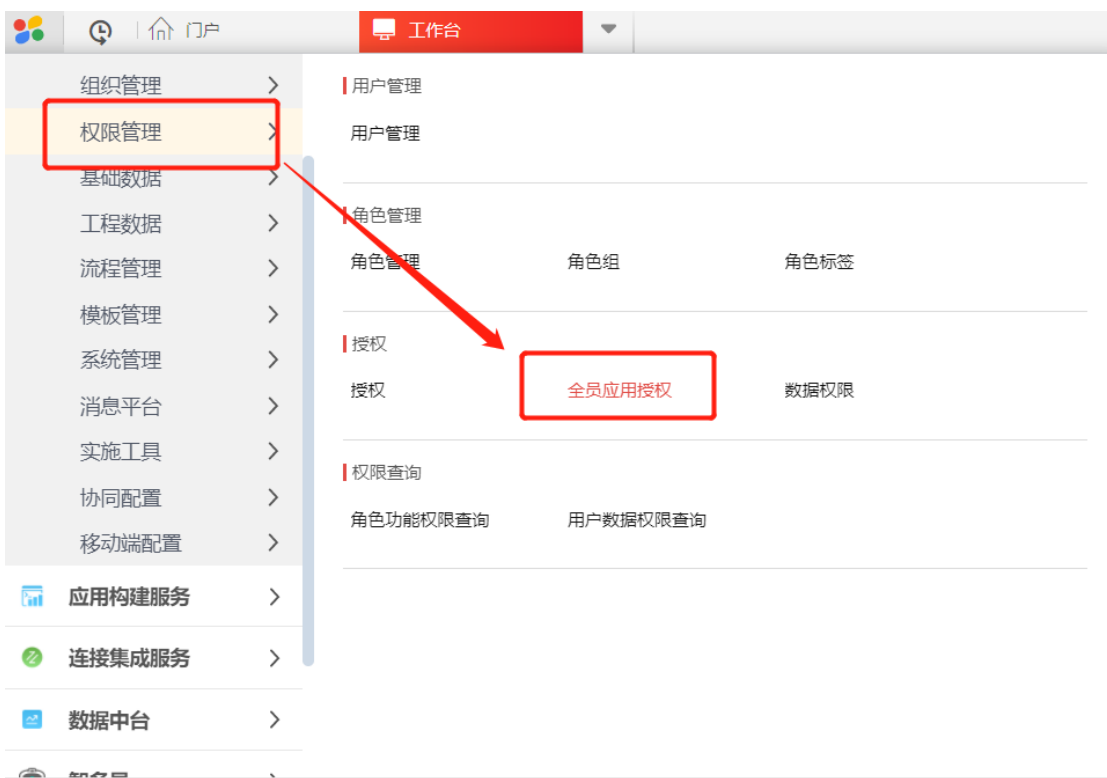 门户
工作台
组织管理
权限管理
基础数据
工程数据
流程管理
模板管理
系统管理
消息平台
实施工具
协同配置
移动端配置
应用构建服务
连接集成服务
数据中台
用户管理
用户管理
角色管理
角色管理 角色组 角色标签
授权
授权 全员应用授权 数据权限
权限查询
角色功能权限查询 用户数据权限查询